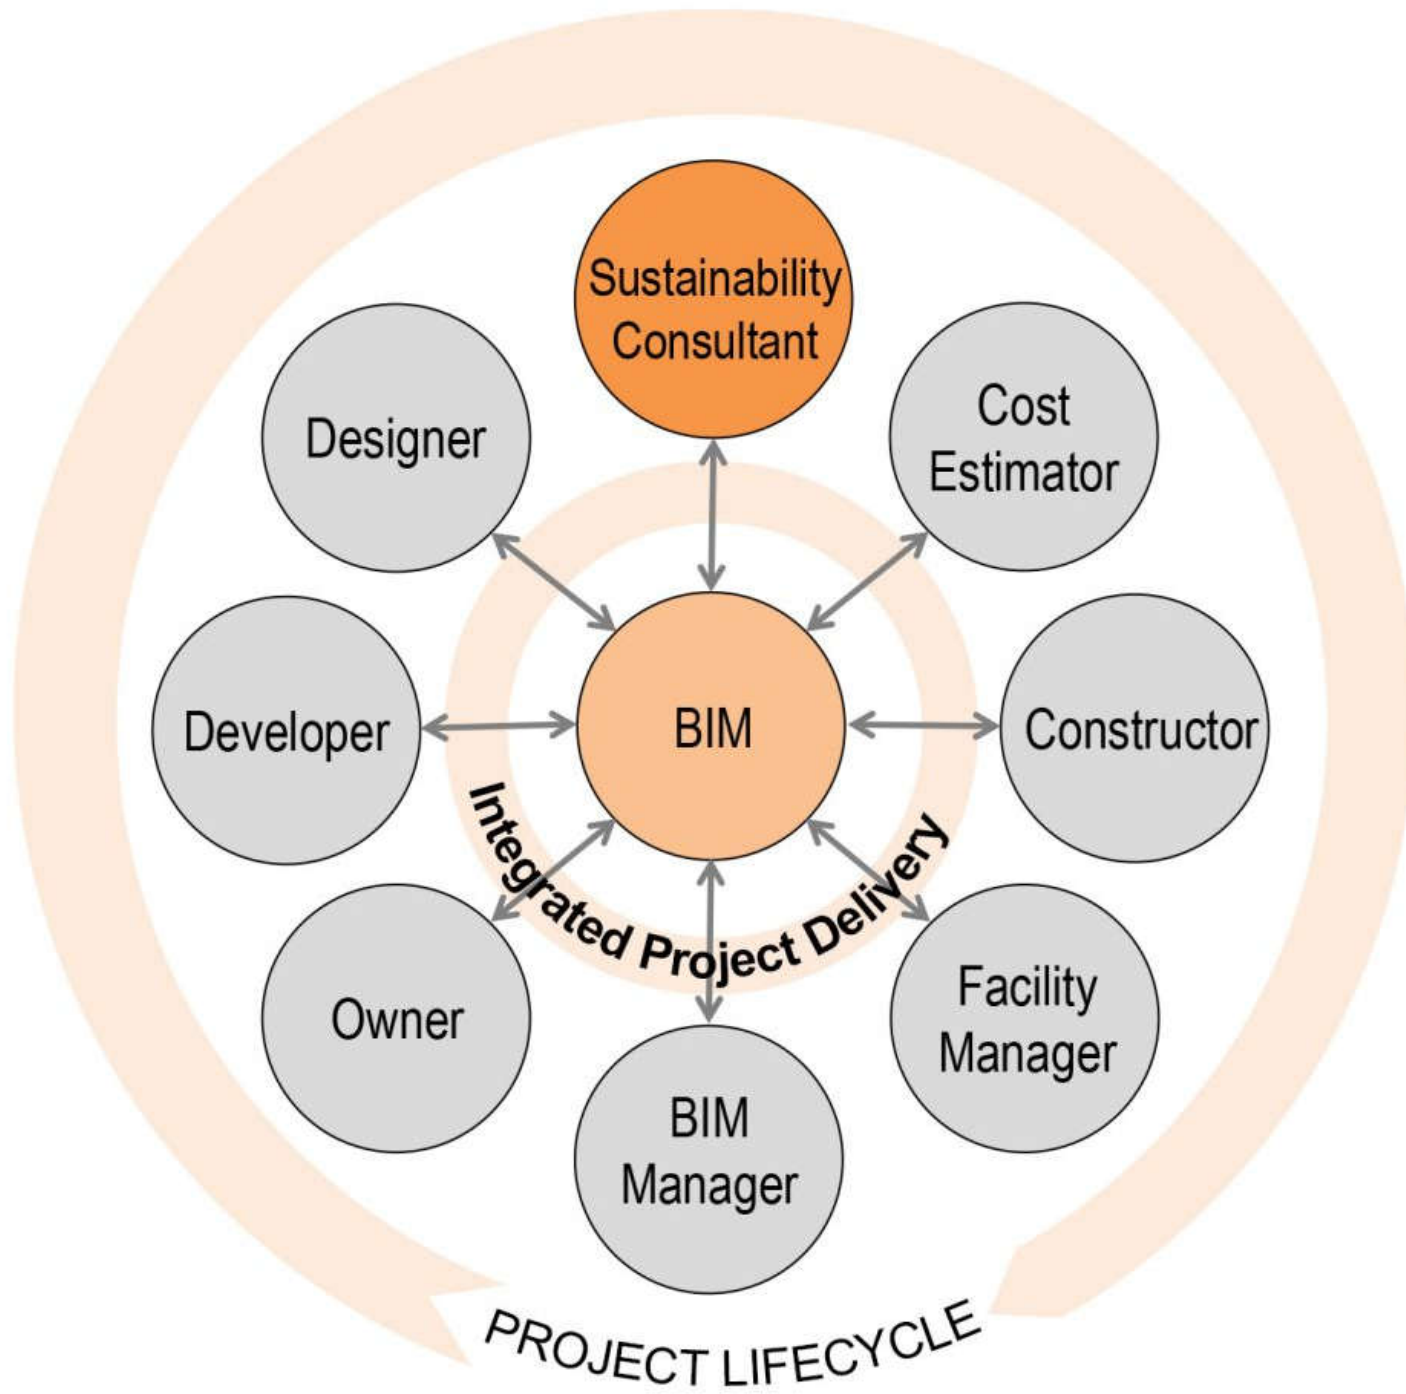 Sustainability
Consultant
Cost
Estimator
Designer
Developer
BIM
Constructor
Integrated Project Delivery
Owner
Facility
Manager
BIM
Manager
PROJECT LIFECYCLE